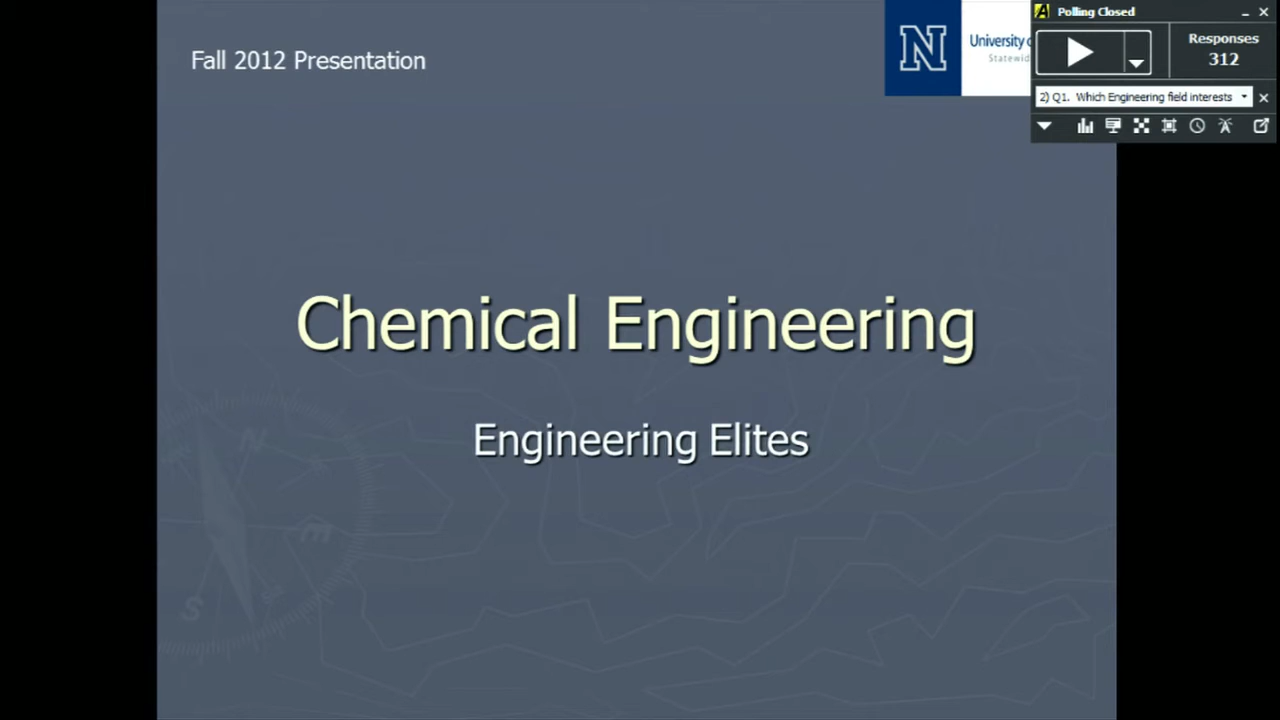 Fall 2012 Presentation
N
University
Statewid
Polling Closed
Responses
312
2) Q1. Which Engineering field interests
Chemical Engineering
Engineering Elites
N
E
S